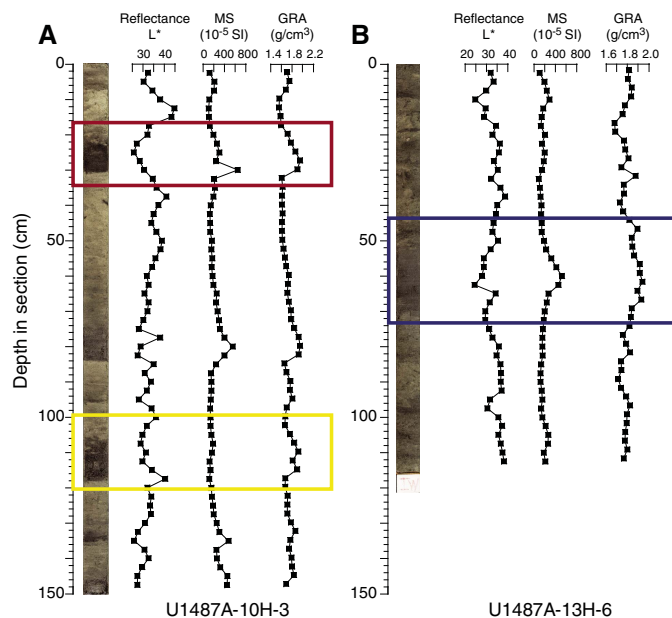 A
Reflectance
L*
30 40
MS
(10⁻⁵ SI)
0 400 800
GRA
(g/cm³)
1.4 1.8 2.2
0
50
100
150
Depth in section (cm)
U1487A-10H-3
B
Reflectance
L*
20 30 40
MS
(10⁻⁵ SI)
0 400 800
GRA
(g/cm³)
1.6 1.8 2.0
0
50
100
150
IW
U1487A-13H-6